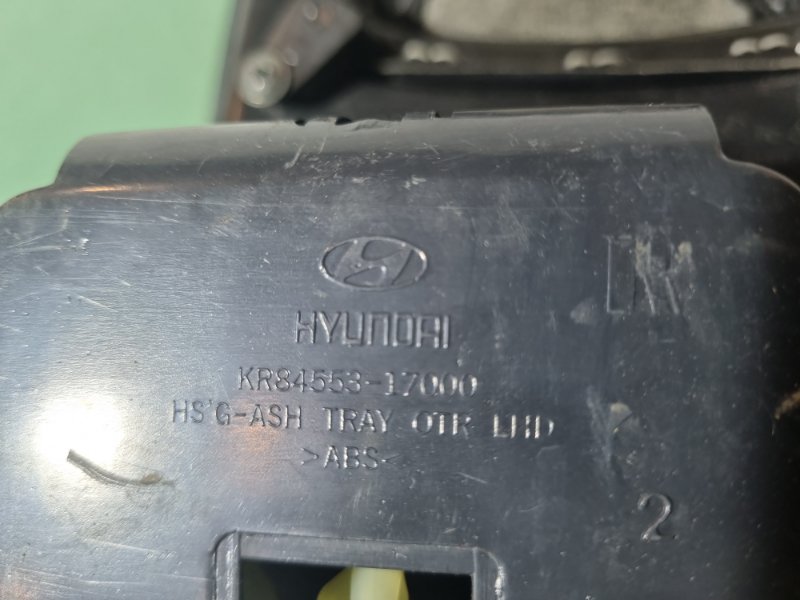 HYUNDAI
KR84553-17000
HS'G-ASH TRAY OTR LHD
>ABS<
2